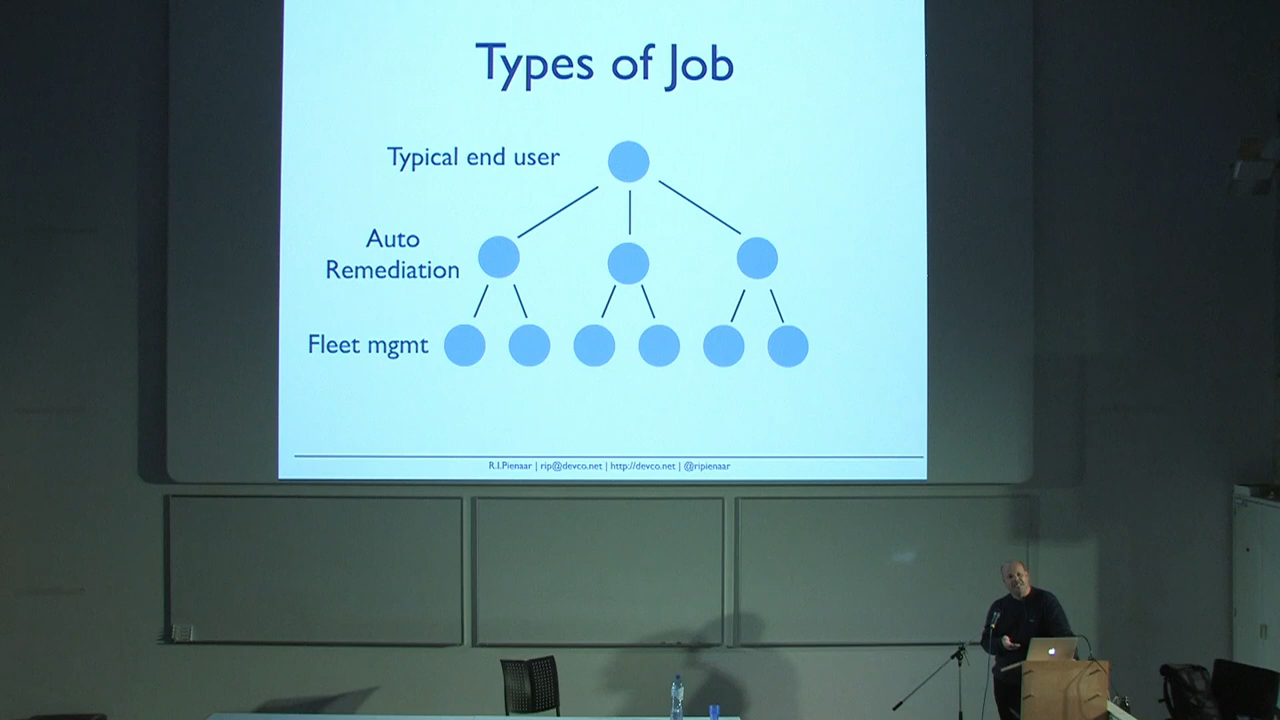 Types of Job
Typical end user
Auto
Remediation
Fleet mgmt
R.I.Pienaar | rip@devco.net | http://devco.net | @ripienaar